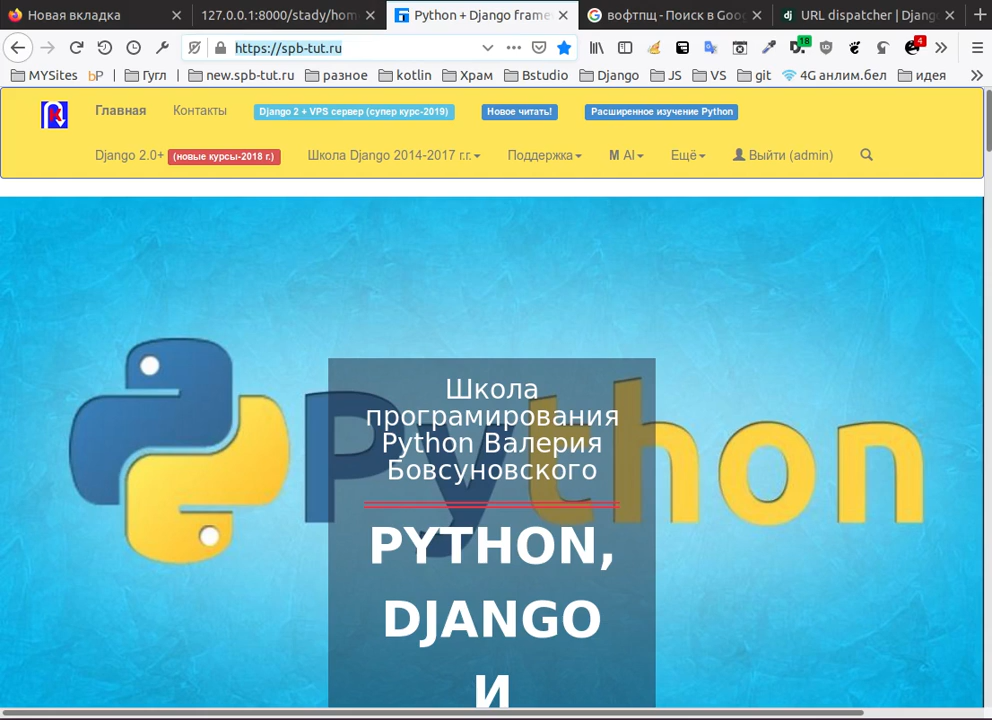 Новая вкладка
127.0.0.1:8000/stady/hom
Python + Django frame
вофтпщ - Поиск в Goo
URL dispatcher | Djang
https://spb-tut.ru
18
4
MYSites
Гугл
new.spb-tut.ru
разное
kotlin
Храм
Bstudio
Django
JS
VS
git
4G анлим.бел
идея
Главная
Контакты
Django 2 + VPS сервер (супер курс-2019)
Новое читать!
Расширенное изучение Python
Django 2.0+ (новые курсы-2018 г.)
Школа Django 2014-2017 г.г.
Поддержка
M AI
Ещё
Выйти (admin)
Python
Школа
програмирования
Python Валерия
Бовсуновского
PYTHON,
DJANGO
И